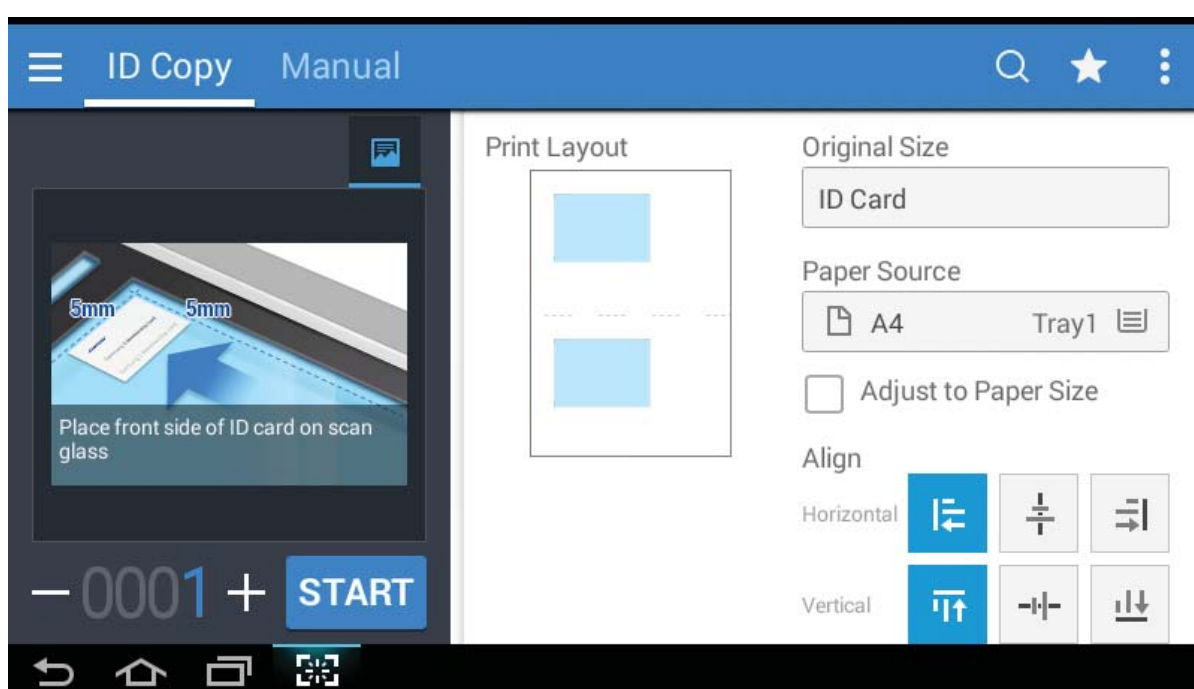 ID Copy Manual
Print Layout
Original Size
ID Card
Paper Source
A4 Tray1
Adjust to Paper Size
Align
Horizontal
Vertical
5mm 5mm
Place front side of ID card on scan
glass
0001 START